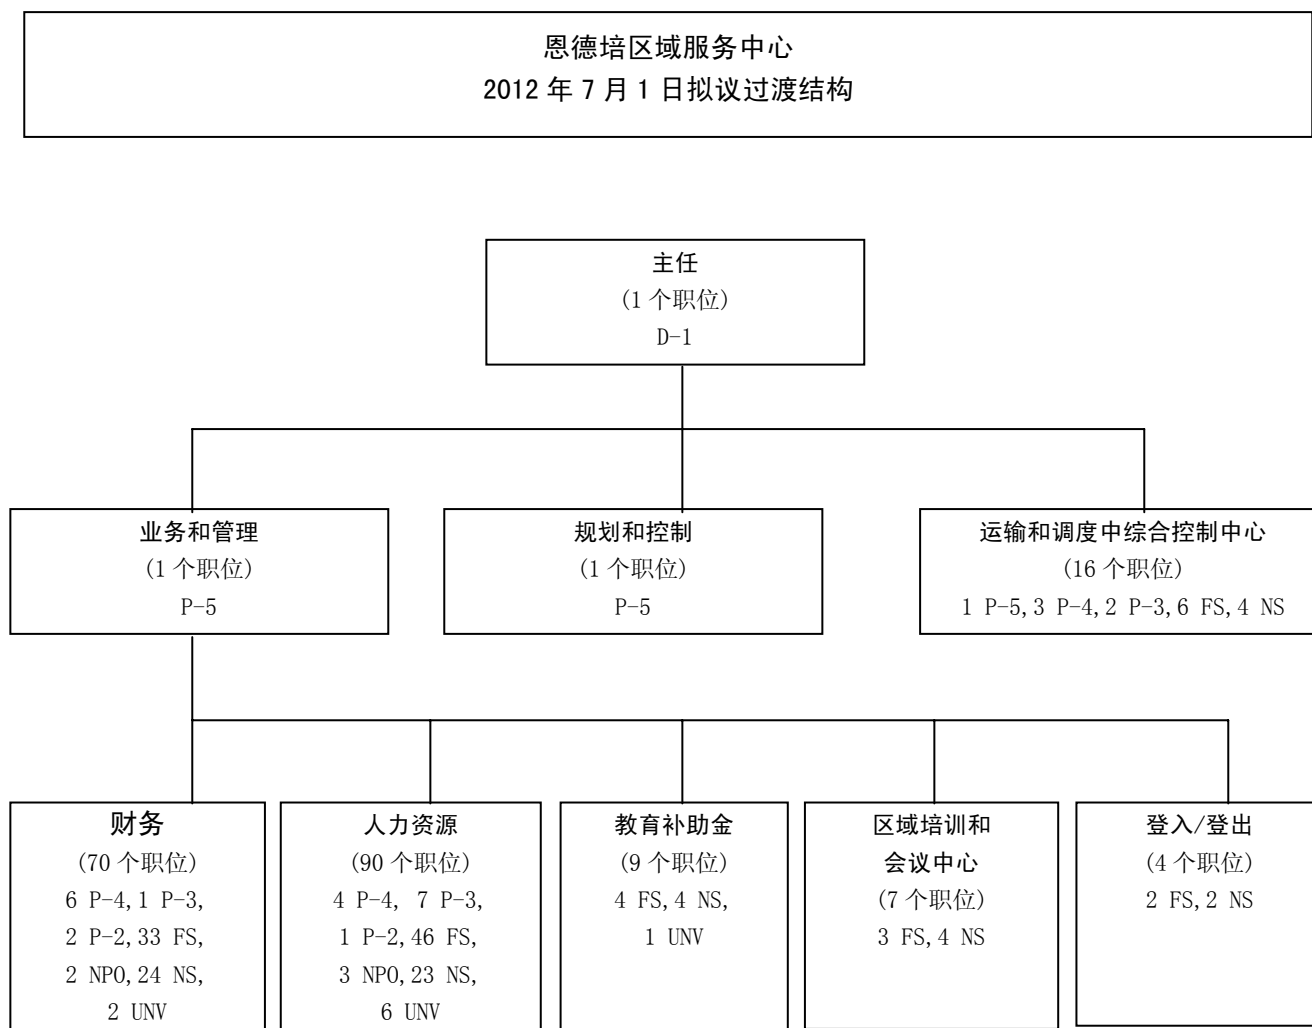 恩德培区域服务中心
2012 年 7 月 1 日拟议过渡结构
主任
(1 个职位)
D-1
业务和管理
(1 个职位)
P-5
规划和控制
(1 个职位)
P-5
运输和调度中综合控制中心
(16 个职位)
1 P-5,3 P-4,2 P-3,6 FS,4 NS
财务
(70 个职位)
6 P-4,1 P-3,
2 P-2,33 FS,
2 NPO,24 NS,
2 UNV
人力资源
(90 个职位)
4 P-4, 7 P-3,
1 P-2,46 FS,
3 NPO,23 NS,
6 UNV
教育补助金
(9 个职位)
4 FS,4 NS,
1 UNV
区域培训和
会议中心
(7 个职位)
3 FS,4 NS
登入/登出
(4 个职位)
2 FS,2 NS